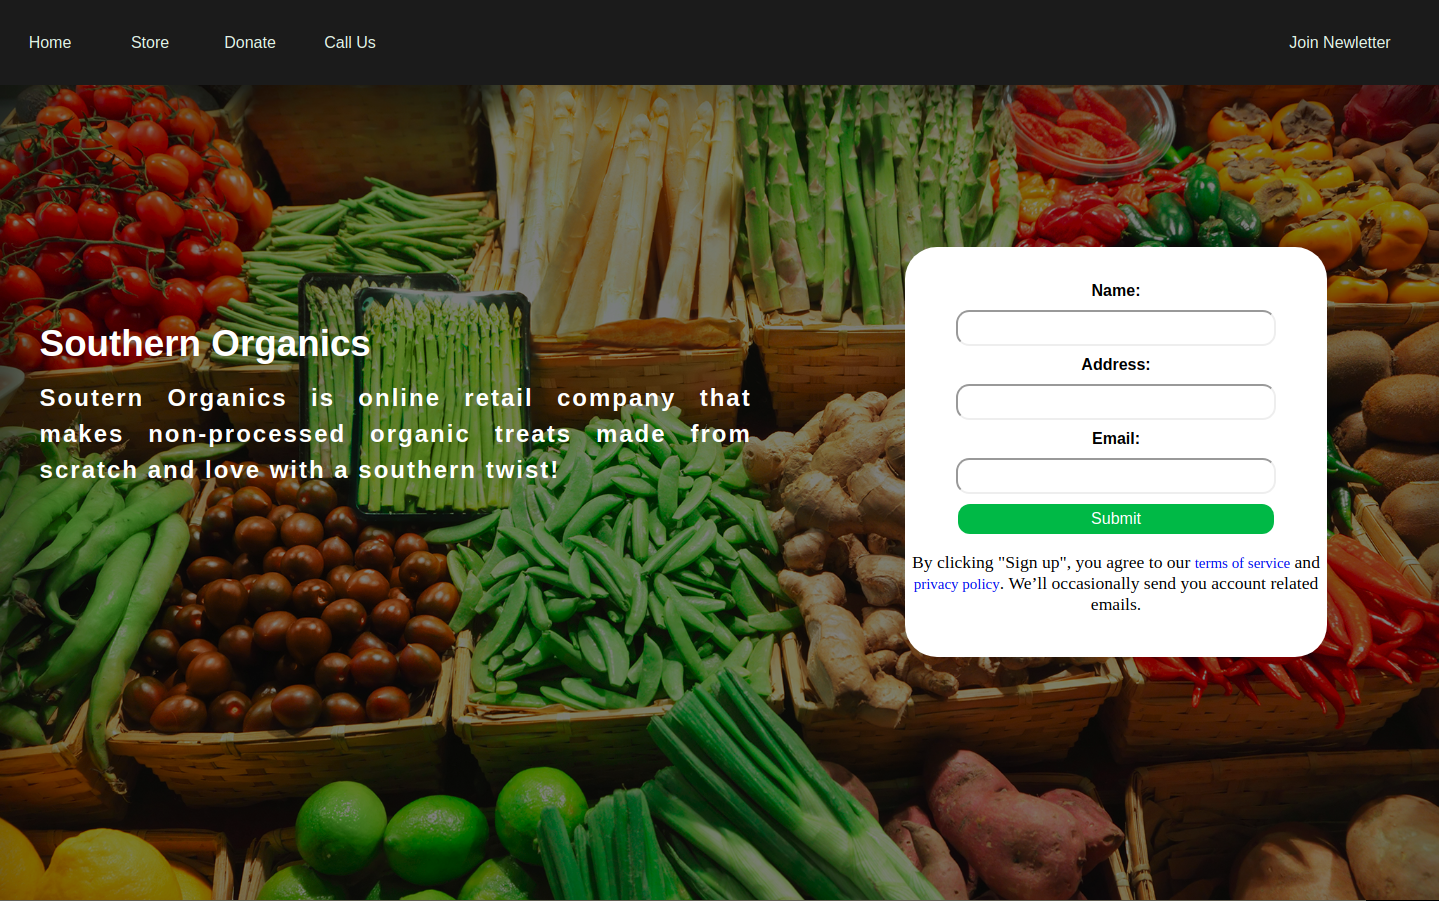 Home Store Donate Call Us Join Newletter
Southern Organics
Soutern Organics is online retail company that
makes non-processed organic treats made from
scratch and love with a southern twist!
Name:
Address:
Email:
Submit
By clicking "Sign up", you agree to our terms of service and
privacy policy. We’ll occasionally send you account related
emails.